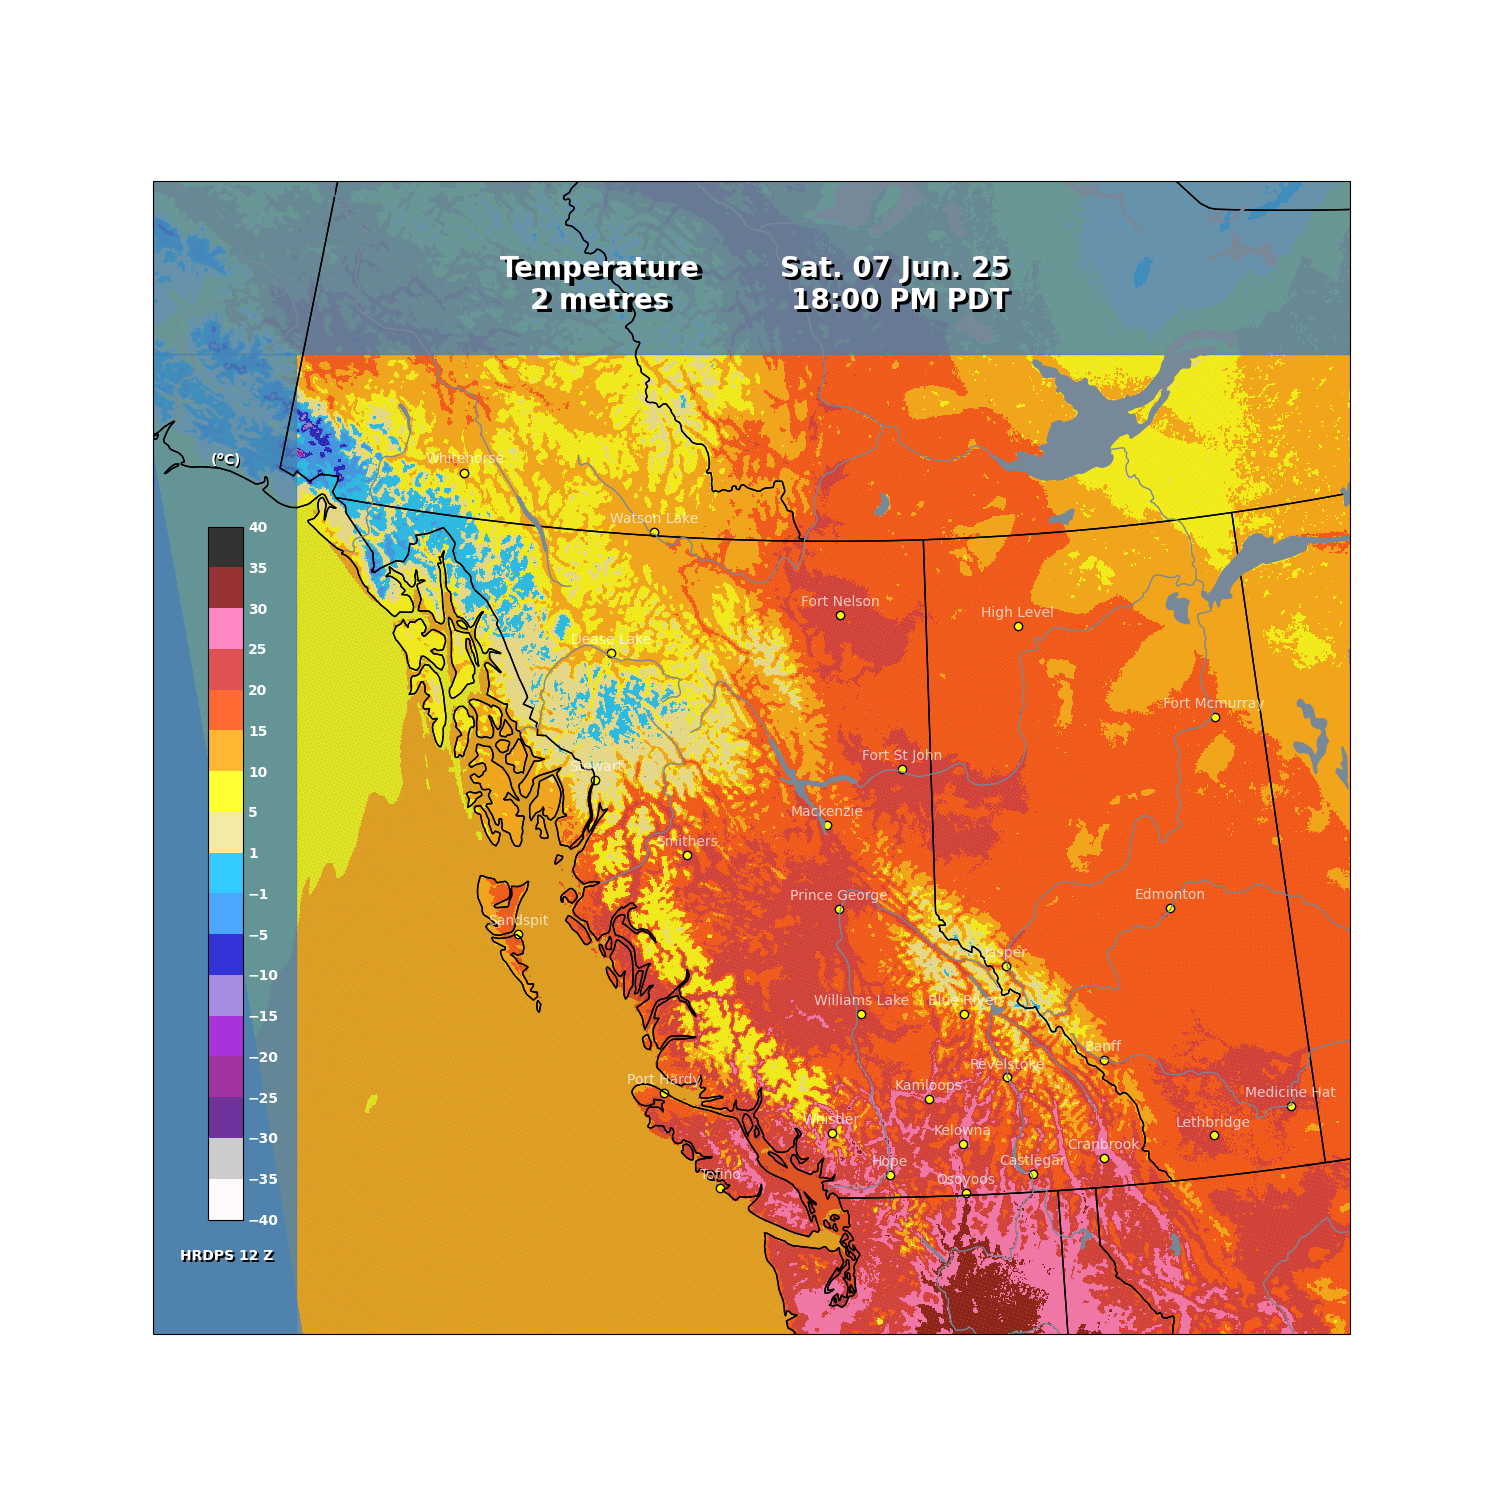 Temperature
2 metres
Sat. 07 Jun. 25
18:00 PM PDT
(°C)
40
35
30
25
20
15
10
5
1
−1
−5
−10
−15
−20
−25
−30
−35
−40
HRDPS 12 Z
Whitehorse
Watson Lake
Fort Nelson
High Level
Dease Lake
Fort Mcmurray
Fort St John
Stewart
Mackenzie
Smithers
Prince George
Edmonton
Sandspit
Jasper
Williams Lake
Blue River
Banff
Revelstoke
Port Hardy
Kamloops
Medicine Hat
Whistler
Lethbridge
Kelowna
Cranbrook
Hope
Castlegar
Tofino
Osoyoos